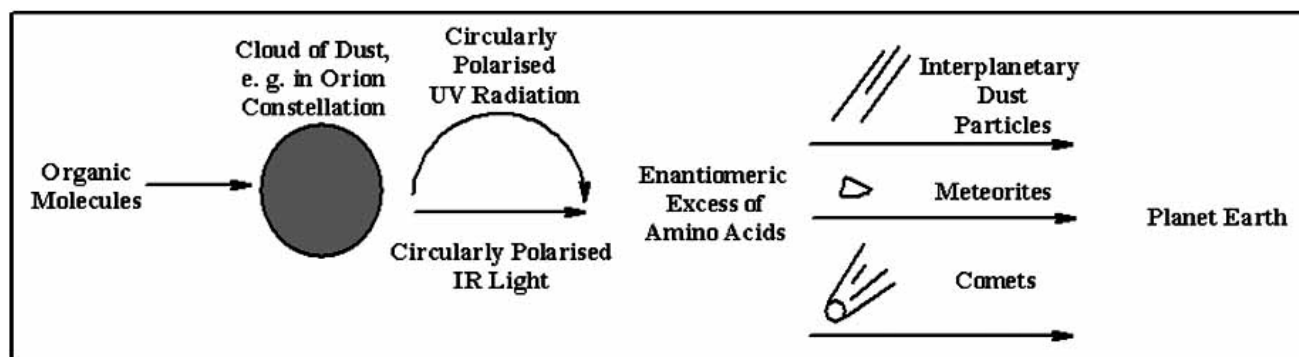 Organic
Molecules
Cloud of Dust,
e. g. in Orion
Constellation
Circularly
Polarised
UV Radiation
Circularly Polarised
IR Light
Enantiomeric
Excess of
Amino Acids
Interplanetary
Dust
Particles
Meteorites
Comets
Planet Earth